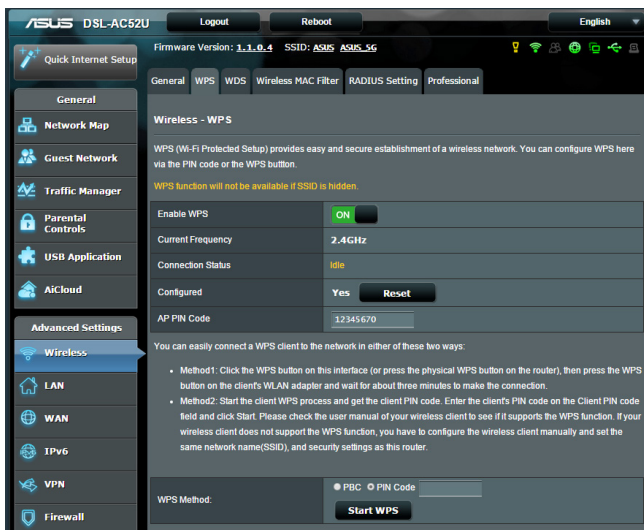 ASUS DSL-AC52U
Logout
Reboot
English
Quick Internet Setup
Firmware Version: 1.1.0.4 SSID: ASUS ASUS_5G
General
WPS
WDS
Wireless MAC Filter
RADIUS Setting
Professional
General
Network Map
Guest Network
Traffic Manager
Parental
Controls
USB Application
AiCloud
Advanced Settings
Wireless
LAN
WAN
IPv6
VPN
Firewall
Wireless - WPS
WPS (Wi-Fi Protected Setup) provides easy and secure establishment of a wireless network. You can configure WPS here
via the PIN code or the WPS buttton.
WPS function will not be available if SSID is hidden.
Enable WPS
ON
Current Frequency
2.4GHz
Connection Status
Idle
Configured
Yes
Reset
AP PIN Code
12345670
You can easily connect a WPS client to the network in either of these two ways:
• Method1: Click the WPS button on this interface (or press the physical WPS button on the router), then press the WPS
button on the client's WLAN adapter and wait for about three minutes to make the connection.
• Method2: Start the client WPS process and get the client PIN code. Enter the client's PIN code on the Client PIN code
field and click Start. Please check the user manual of your wireless client to see if it supports the WPS function. If your
wireless client does not support the WPS function, you have to configure the wireless client manually and set the
same network name(SSID), and security settings as this router.
WPS Method:
PBC
PIN Code
Start WPS